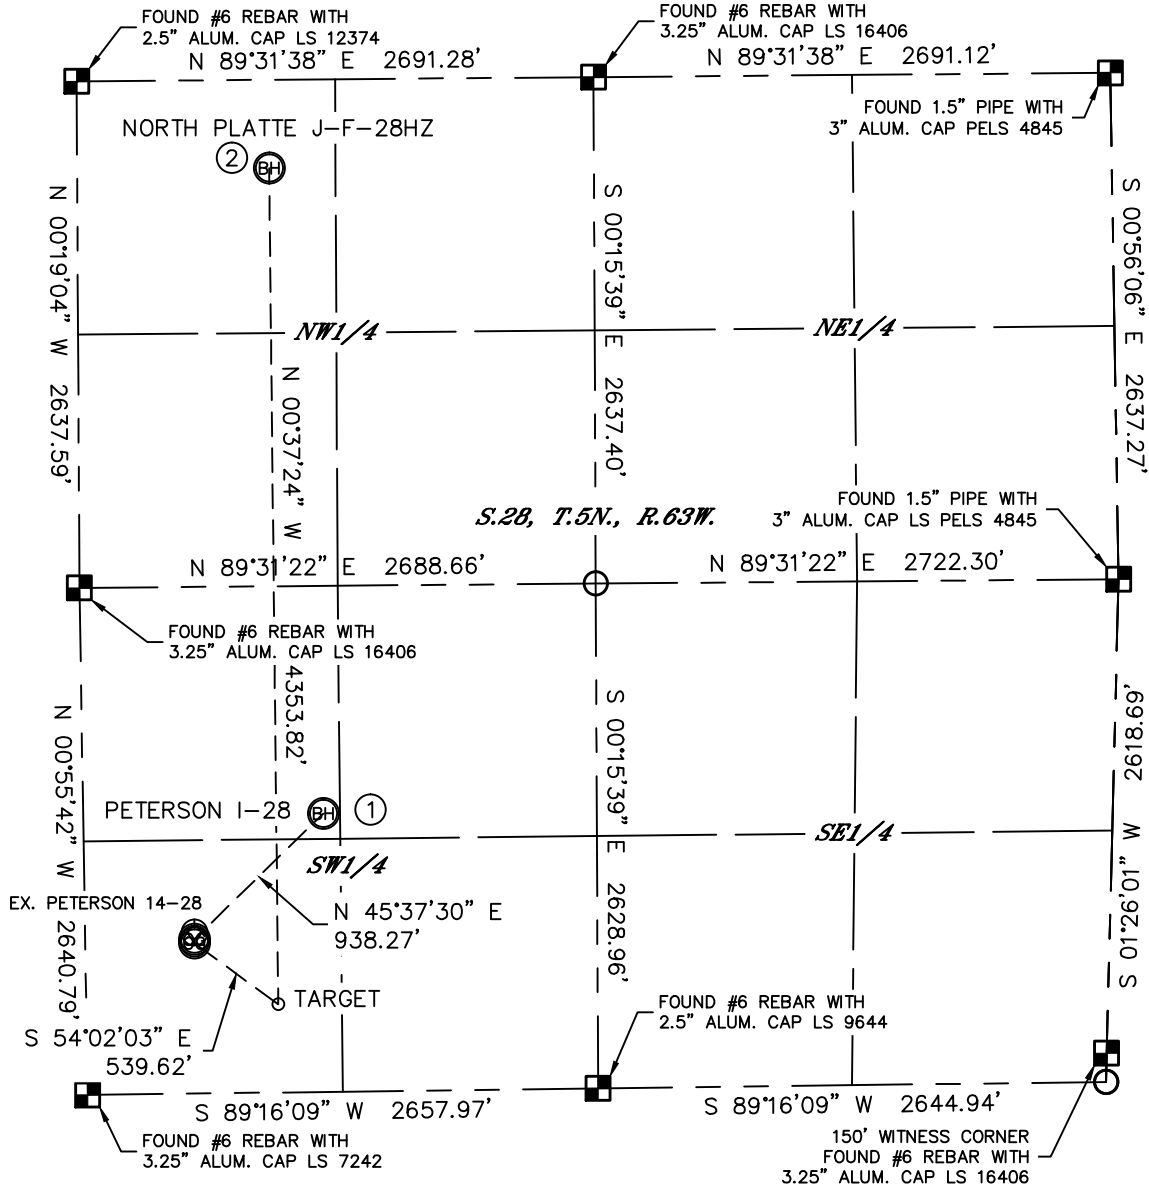 FOUND #6 REBAR WITH
2.5" ALUM. CAP LS 12374
N 89°31'38" E 2691.28'
FOUND #6 REBAR WITH
3.25" ALUM. CAP LS 16406
N 89°31'38" E 2691.12'
FOUND 1.5" PIPE WITH
3" ALUM. CAP PELS 4845
NORTH PLATTE J-F-28HZ
2
BH
N 00°19'04" W 2637.59'
S 00°15'39" E 2637.40'
S 00°56'06" E 2637.27'
NW1/4
NE1/4
N 00°37'24" W 4353.82'
S.28, T.5N., R.63W.
FOUND 1.5" PIPE WITH
3" ALUM. CAP LS PELS 4845
N 89°31'22" E 2688.66'
N 89°31'22" E 2722.30'
FOUND #6 REBAR WITH
3.25" ALUM. CAP LS 16406
N 00°55'42" W 2640.79'
S 00°15'39" E 2628.96'
S 01°26'01" W 2618.69'
PETERSON I-28
BH
1
SW1/4
SE1/4
EX. PETERSON 14-28
N 45°37'30" E
938.27'
TARGET
S 54°02'03" E
539.62'
FOUND #6 REBAR WITH
2.5" ALUM. CAP LS 9644
S 89°16'09" W 2657.97'
S 89°16'09" W 2644.94'
FOUND #6 REBAR WITH
3.25" ALUM. CAP LS 7242
150' WITNESS CORNER
FOUND #6 REBAR WITH
3.25" ALUM. CAP LS 16406